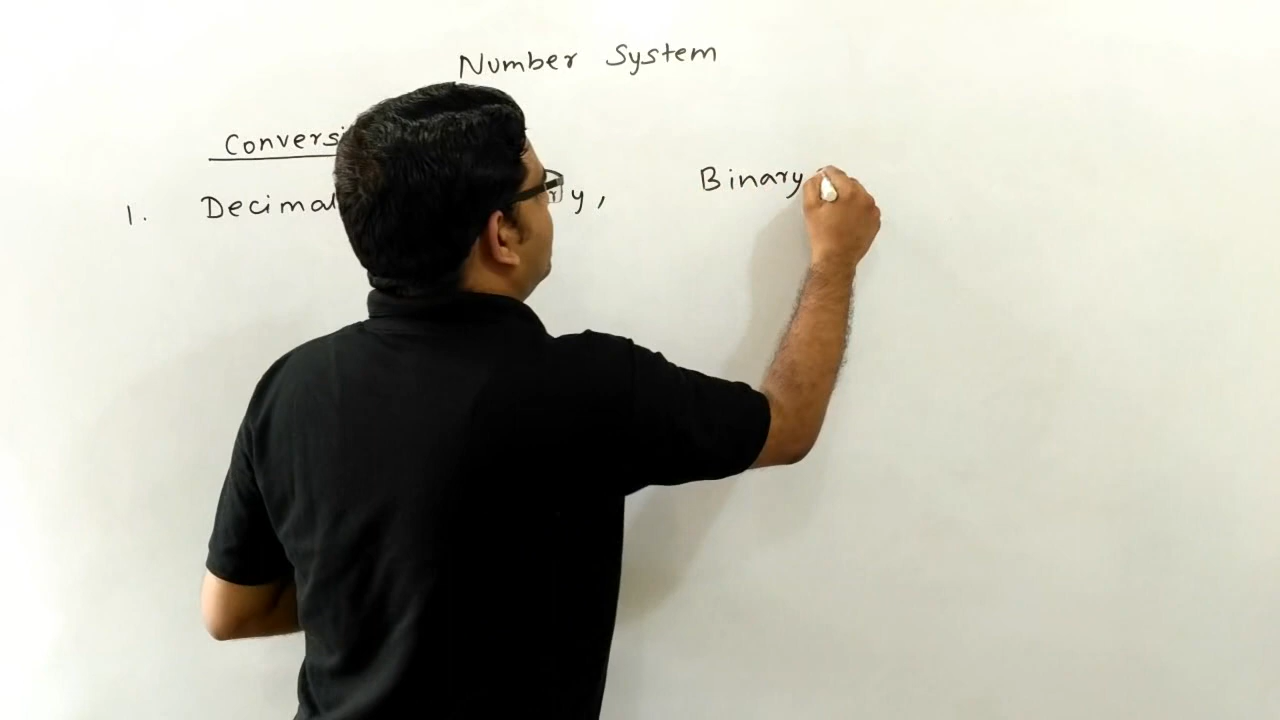 Number System
Conversi
1. Decimal y, Binary